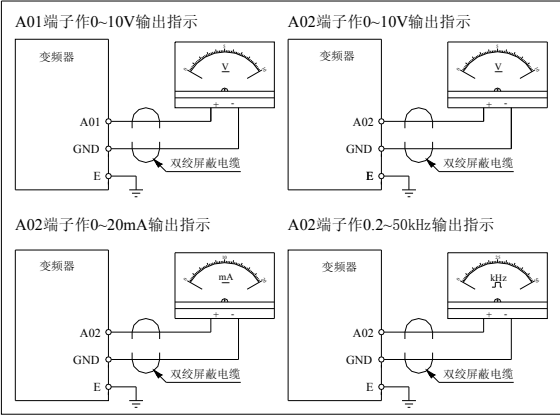 A01端子作0~10V输出指示
变频器
V
+ -
A01
GND
双绞屏蔽电缆
E
A02端子作0~10V输出指示
变频器
V
+ -
A02
GND
双绞屏蔽电缆
E
A02端子作0~20mA输出指示
变频器
mA
+ -
A02
GND
双绞屏蔽电缆
E
A02端子作0.2~50kHz输出指示
变频器
kHz
+ -
A02
GND
双绞屏蔽电缆
E